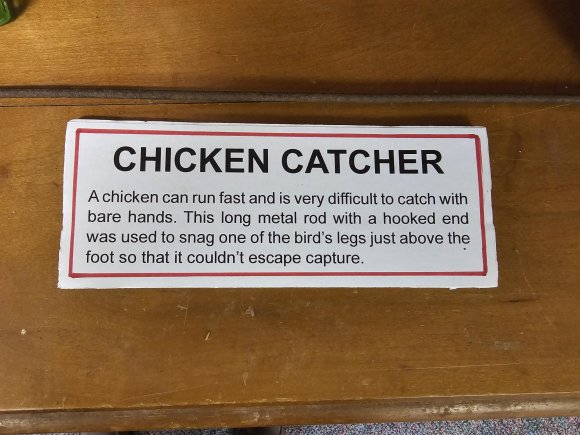 CHICKEN CATCHER
A chicken can run fast and is very difficult to catch with
bare hands. This long metal rod with a hooked end
was used to snag one of the bird's legs just above the
foot so that it couldn't escape capture.